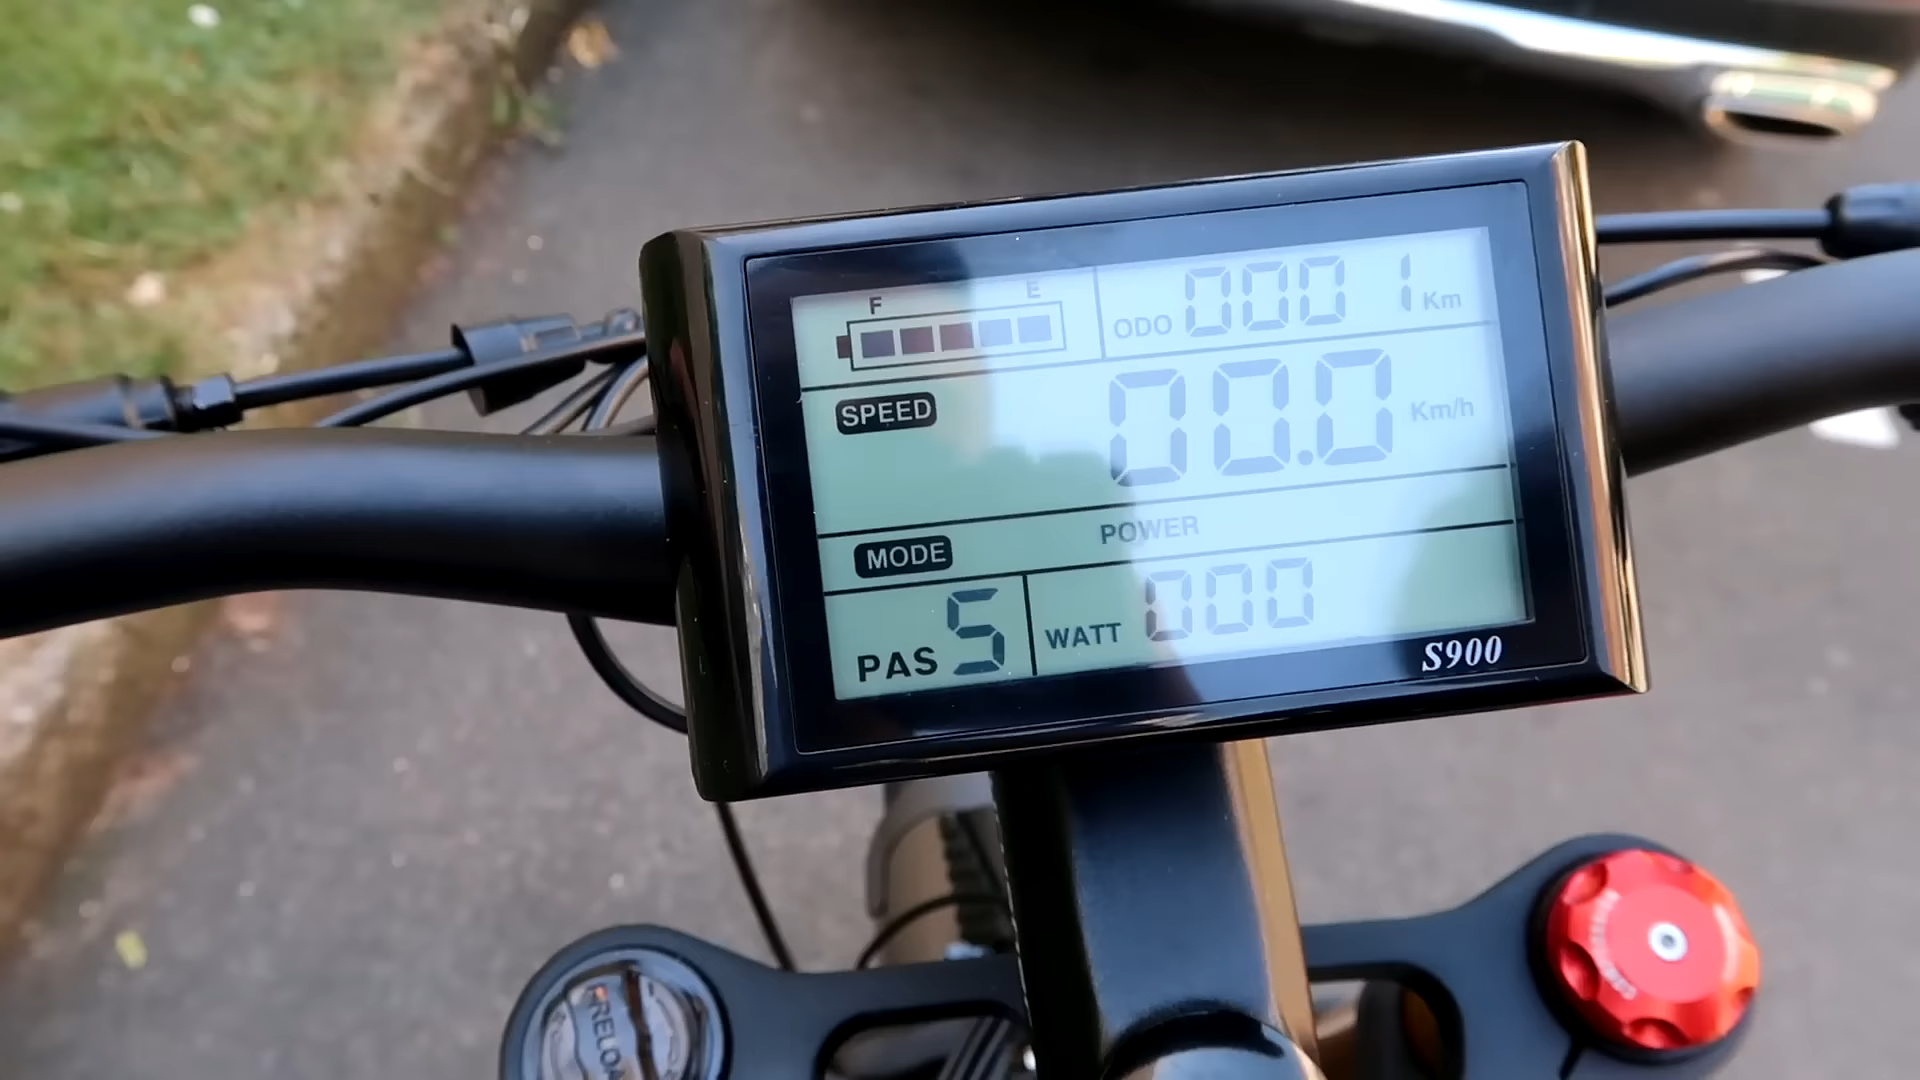 F E
ODO 0001 Km
SPEED 00.0 Km/h
MODE POWER
PAS 5 WATT 000
S900